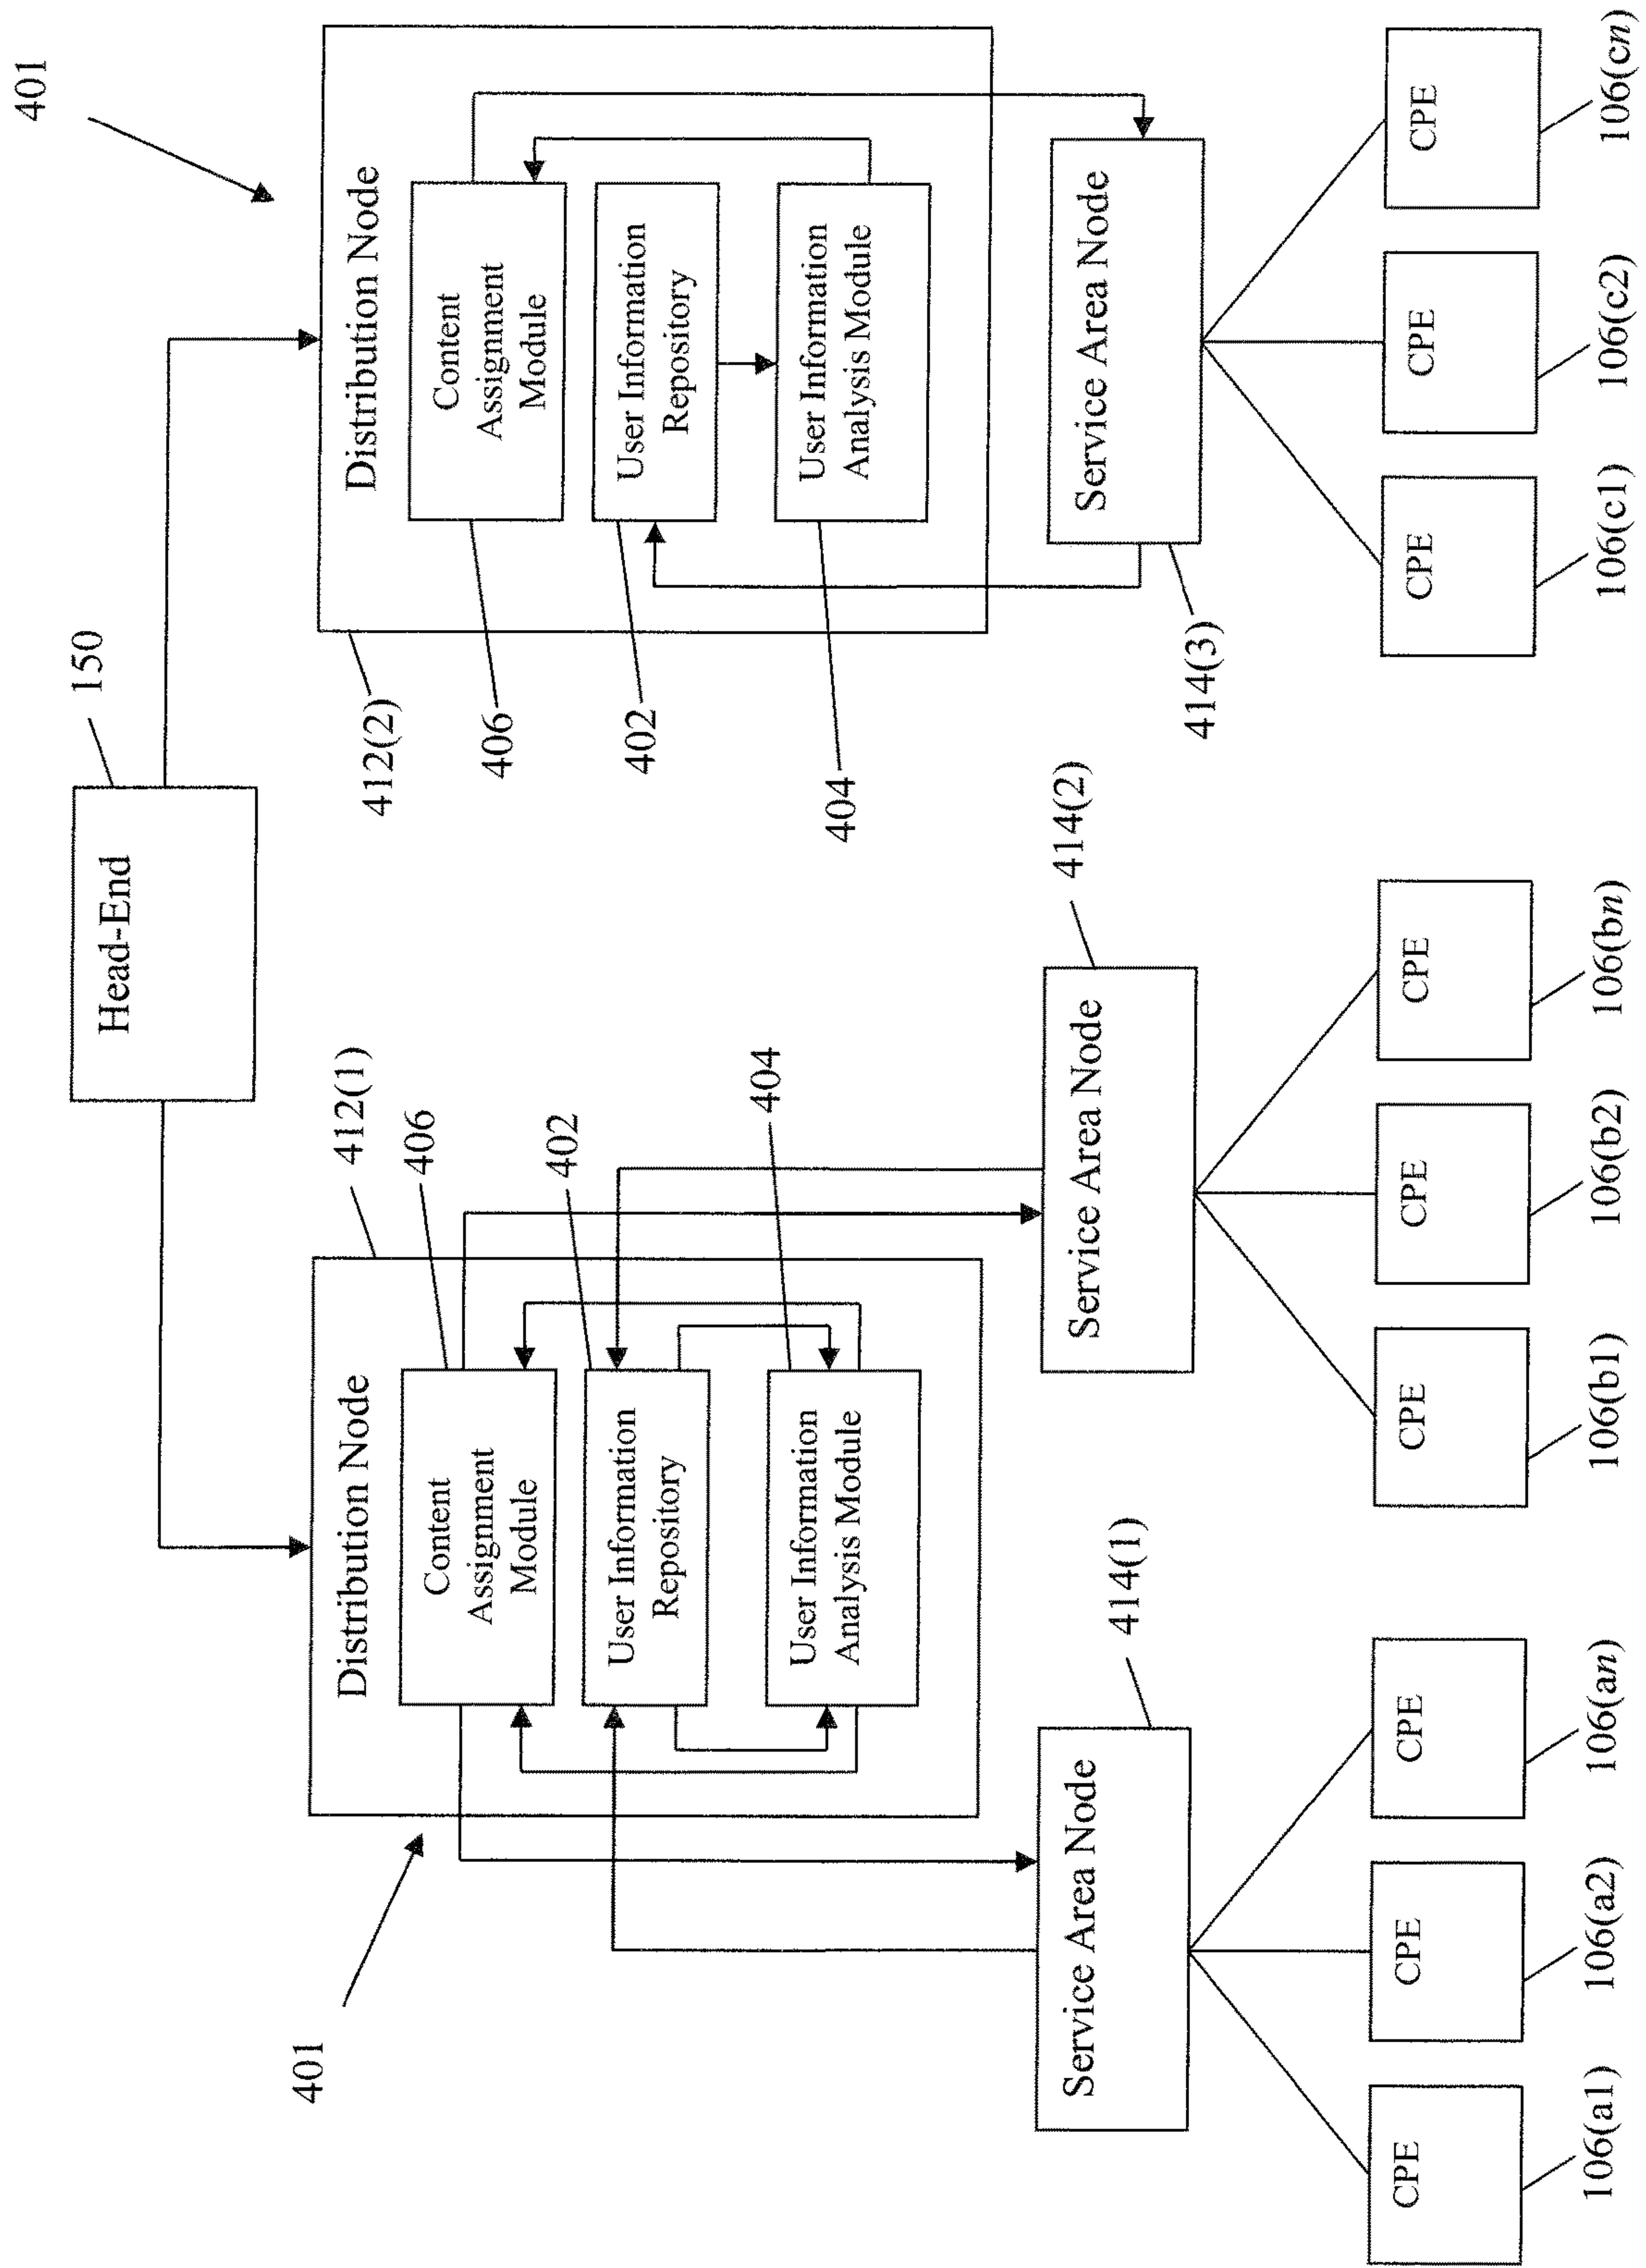 401
Head-End
150
412(1)
Distribution Node
406
Content
Assignment
Module
402
User Information
Repository
404
User Information
Analysis Module
401
412(2)
Distribution Node
Content
Assignment
Module
406
User Information
Repository
402
User Information
Analysis Module
404
Service Area Node
414(1)
Service Area Node
414(2)
Service Area Node
414(3)
CPE
CPE
CPE
CPE
CPE
CPE
CPE
CPE
CPE
106(a1)
106(a2)
106(an)
106(b1)
106(b2)
106(bn)
106(c1)
106(c2)
106(cn)